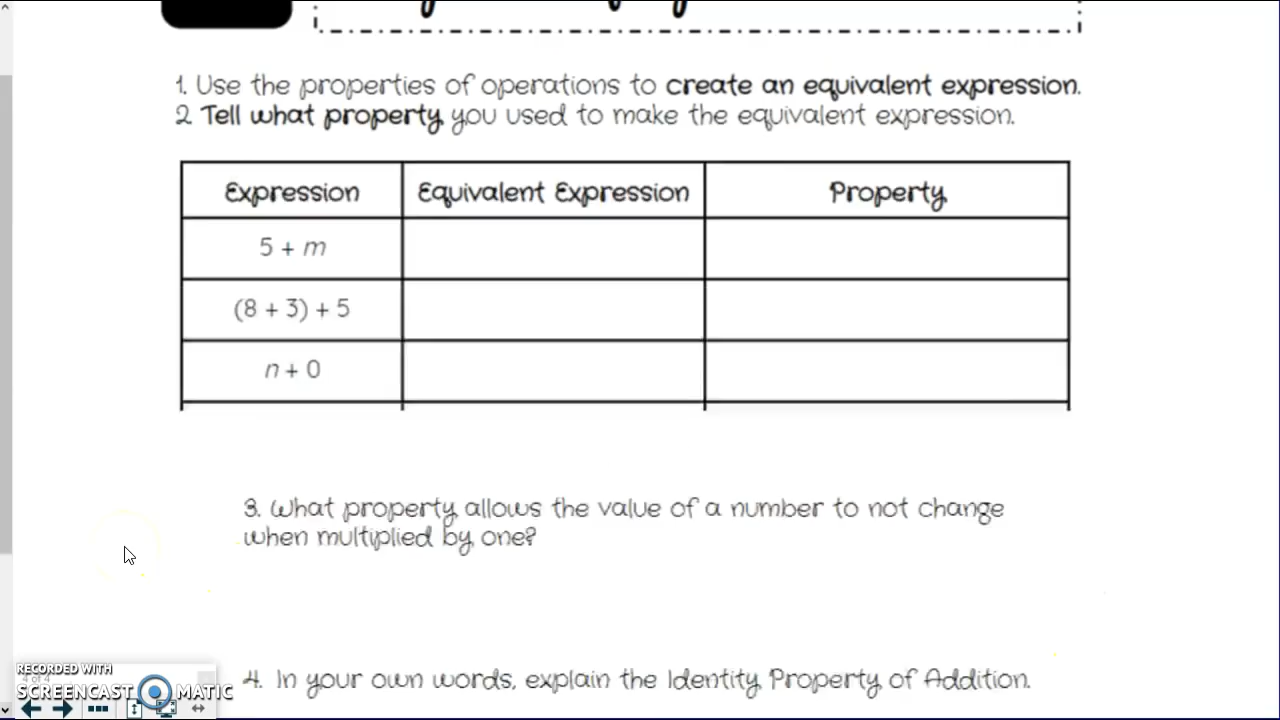 1. Use the properties of operations to create an equivalent expression.
2. Tell what property you used to make the equivalent expression.
Expression Equivalent Expression Property
5 + m
(8 + 3) + 5
n + 0
3. What property allows the value of a number to not change
when multiplied by one?
4. In your own words, explain the Identity Property of Addition.
RECORDED WITH
4 of 4
SCREENCAST MATIC